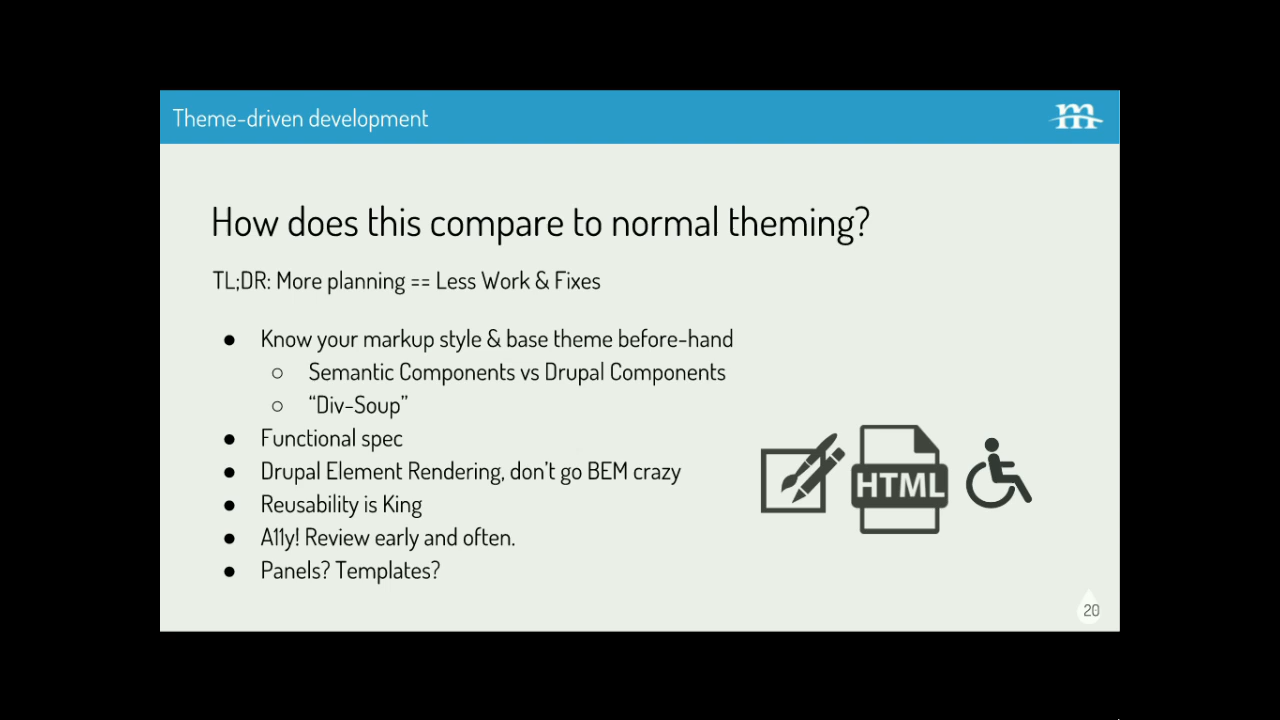 Theme-driven development
m
How does this compare to normal theming?
TL;DR: More planning == Less Work & Fixes
● Know your markup style & base theme before-hand
○ Semantic Components vs Drupal Components
○ “Div-Soup”
● Functional spec
● Drupal Element Rendering, don't go BEM crazy
● Reusability is King
● A11y! Review early and often.
● Panels? Templates?
HTML
20